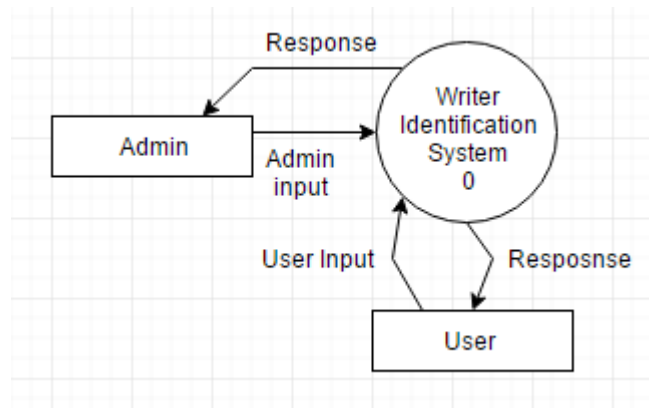 Response
Writer
Identification
System
0
Admin
Admin
input
User Input
Resposnse
User